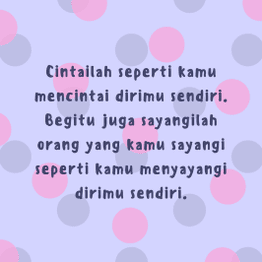 Cintailah seperti kamu
mencintai dirimu sendiri.
Begitu juga sayangilah
orang yang kamu sayangi
seperti kamu menyayangi
dirimu sendiri.